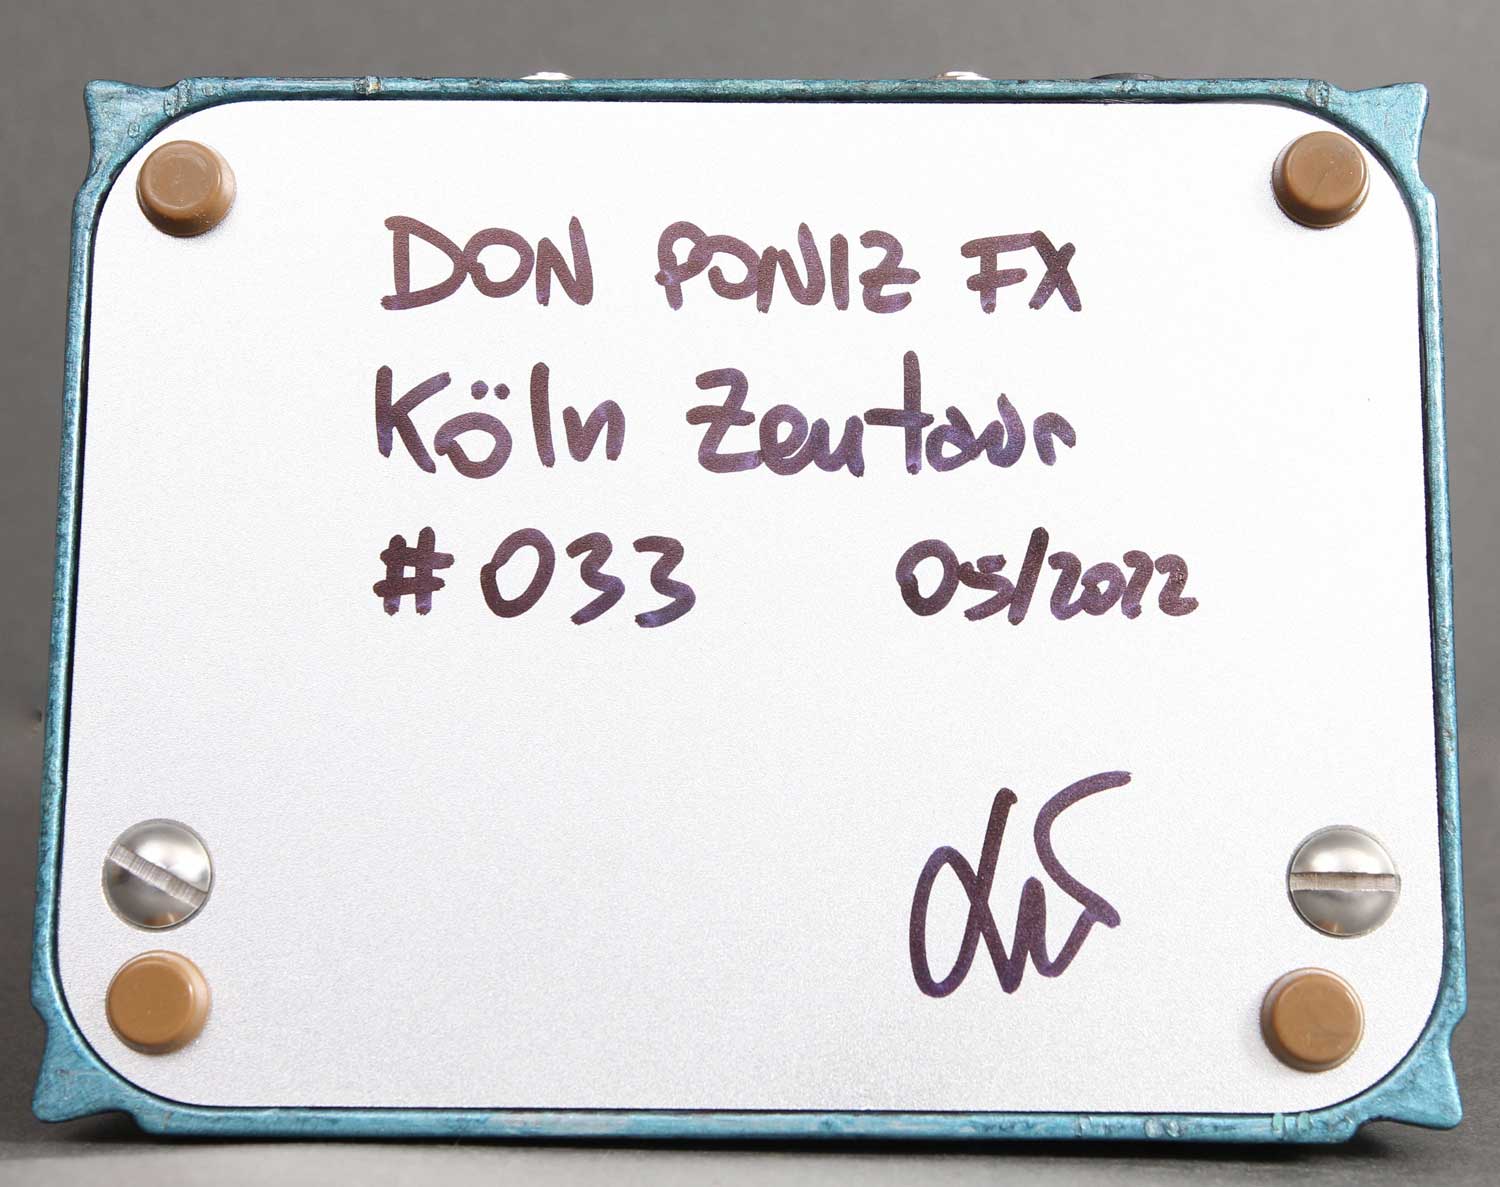 DON PONIZ FX
Köln Zentaur
#033 05/2022